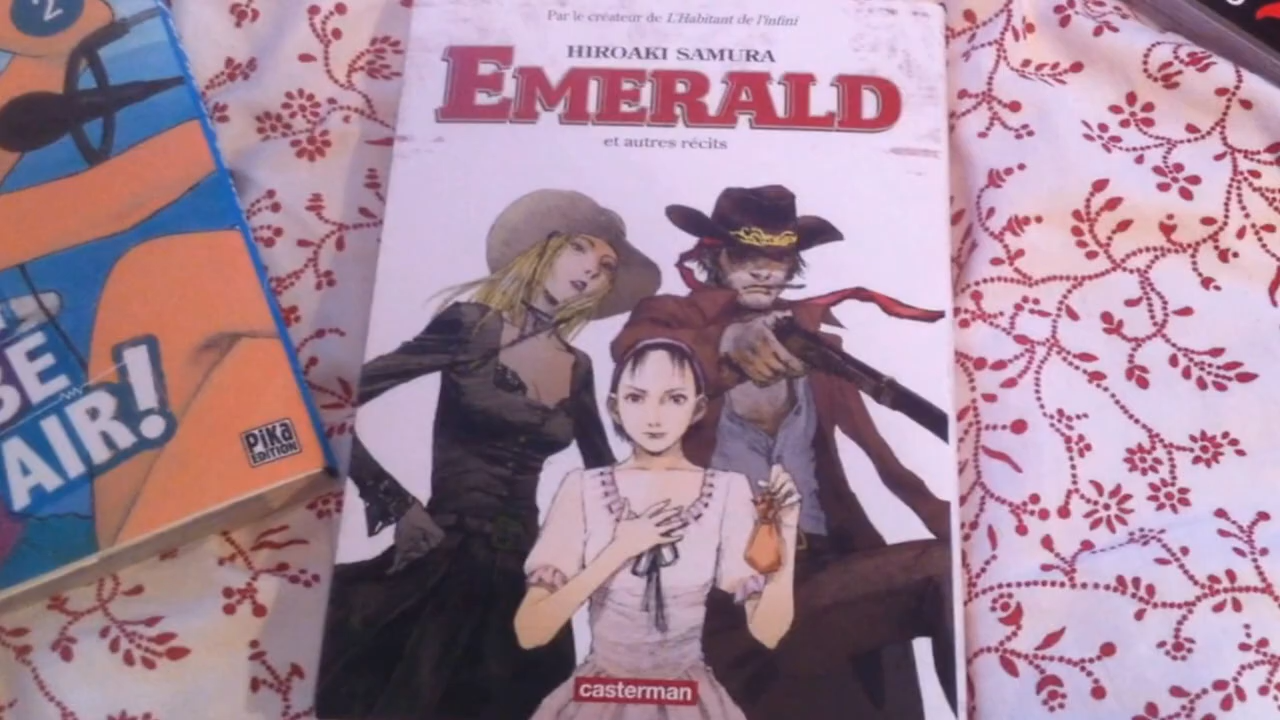 Par le créateur de L'Habitant de l'infini
HIROAKI SAMURA
EMERALD
et autres récits
casterman
2
BE
AIR!
PiKa
EDITION